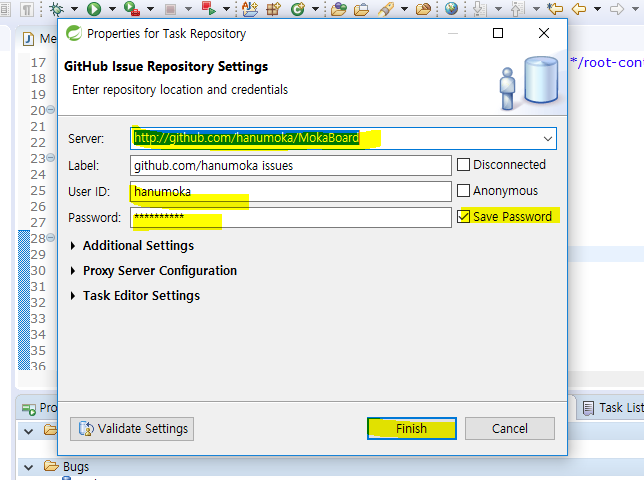 Properties for Task Repository
Me
*/root-cont
GitHub Issue Repository Settings
Enter repository location and credentials
17
18
19
20
21
22
23
24
25
26
27
28
29
30
31
32
33
34
35
36
Server: http://github.com/hanumoka/MokaBoard
Label: github.com/hanumoka issues Disconnected
User ID: hanumoka Anonymous
Password: ********** Save Password
Additional Settings
Proxy Server Configuration
Task Editor Settings
Pro
Task List
Validate Settings Finish Cancel
Bugs